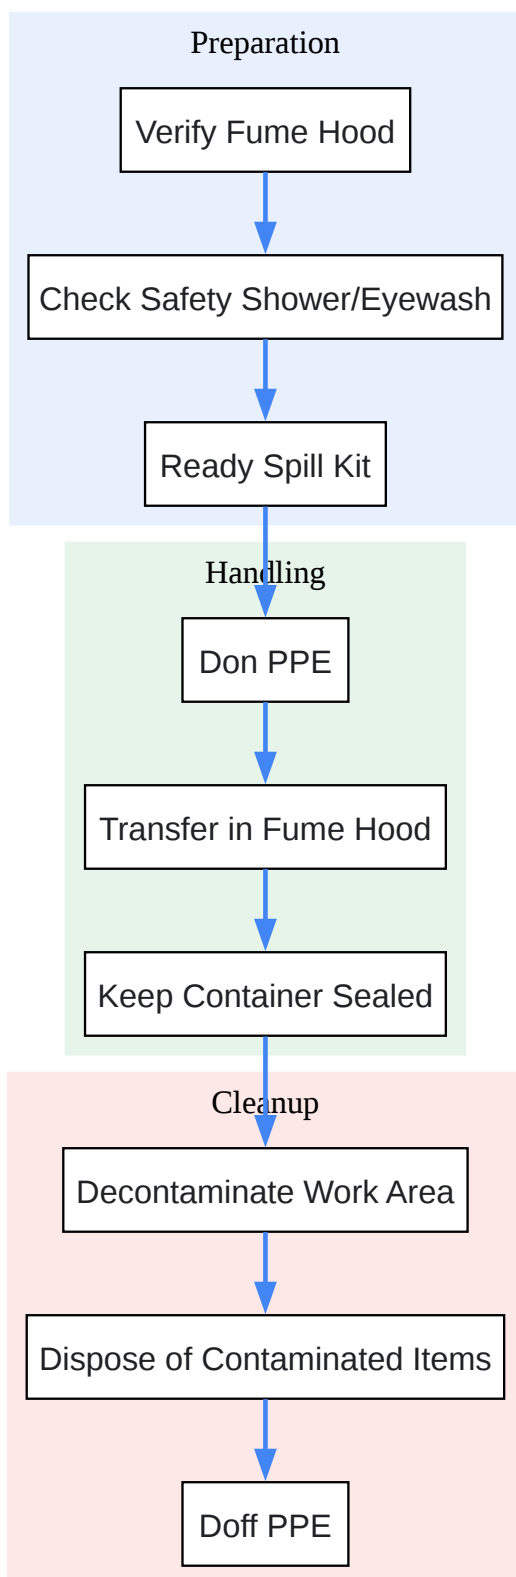 Preparation
Verify Fume Hood
Check Safety Shower/Eyewash
Ready Spill Kit
Handling
Don PPE
Transfer in Fume Hood
Keep Container Sealed
Cleanup
Decontaminate Work Area
Dispose of Contaminated Items
Doff PPE